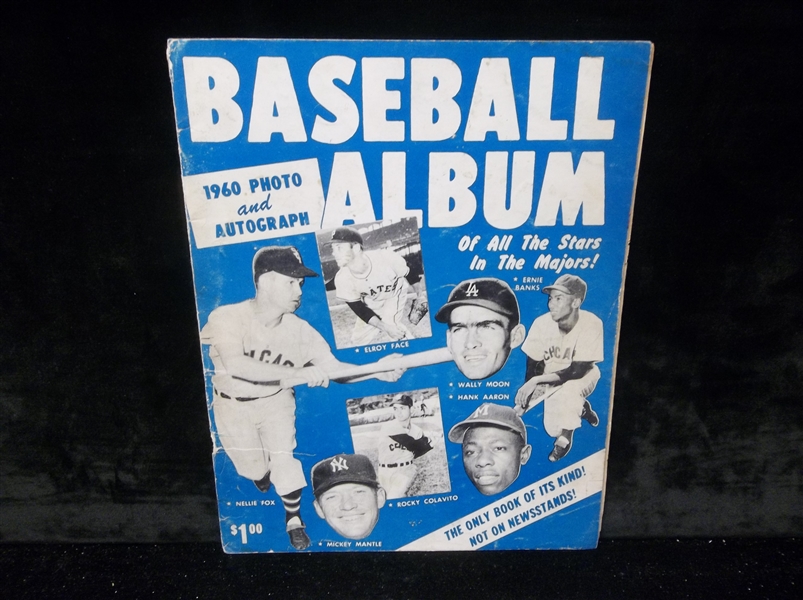 BASEBALL
ALBUM
1960 PHOTO
and
AUTOGRAPH
Of All The Stars
In The Majors!
* ERNIE
BANKS
* ELROY FACE
LA
* WALLY MOON
* HANK AARON
M
* NELLIE FOX
* ROCKY COLAVITO
NY
* MICKEY MANTLE
$1.00
THE ONLY BOOK OF ITS KIND!
NOT ON NEWSSTANDS!